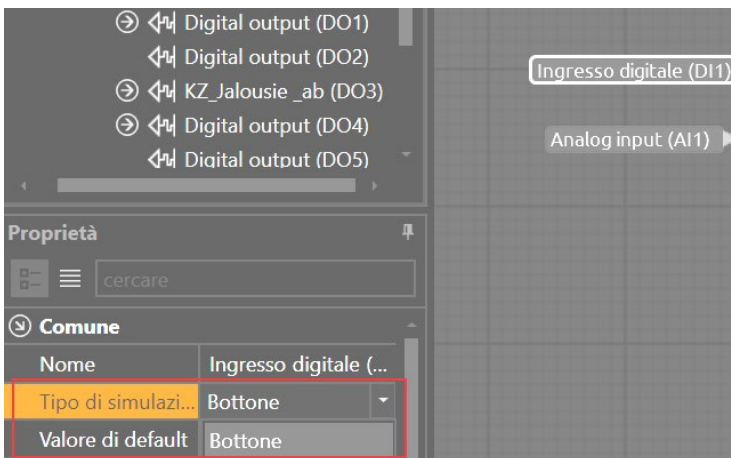 Digital output (DO1)
Digital output (DO2)
KZ_Jalousie _ab (DO3)
Digital output (DO4)
Digital output (DO5)
Ingresso digitale (DI1)
Analog input (AI1)
Proprietà
cercare
Comune
Nome Ingresso digitale (...
Tipo di simulazi... Bottone
Valore di default Bottone